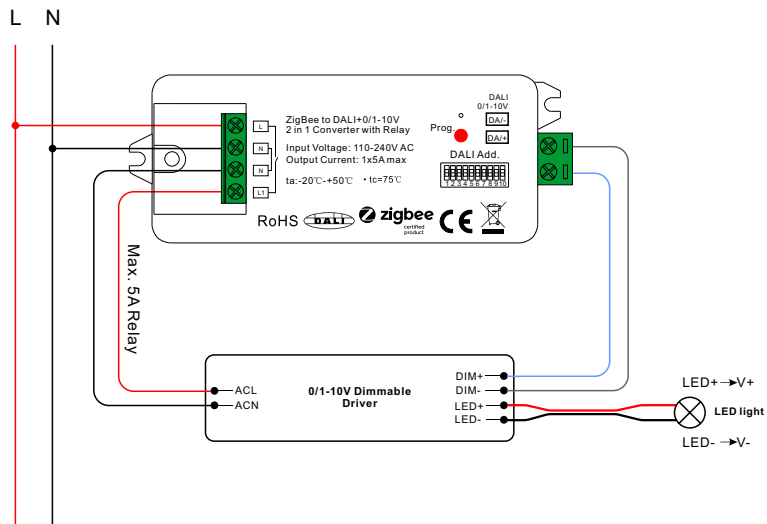 L N
DALI
0/1-10V
ZigBee to DALI+0/1-10V
2 in 1 Converter with Relay
Input Voltage: 110-240V AC
Output Current: 1x5A max
ta:-20℃-+50℃ • tc=75℃
L
N
N
L1
Prog.
DA/-
DA/+
DALI Add.
1 2 3 4 5 6 7 8 9 10
RoHS DALI zigbee CE
certified
product
Max. 5A Relay
ACL
ACN
0/1-10V Dimmable
Driver
DIM+
DIM-
LED+
LED-
LED+→V+
LED light
LED-→V-